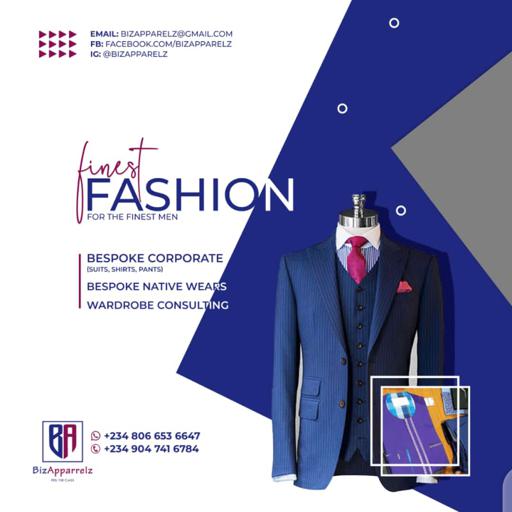 EMAIL: BIZAPPARELZ@GMAIL.COM
FB: FACEBOOK.COM/BIZAPPARELZ
IG: @BIZAPPARELZ
finest
FASHION
FOR THE FINEST MEN
BESPOKE CORPORATE
(SUITS, SHIRTS, PANTS)
BESPOKE NATIVE WEARS
WARDROBE CONSULTING
BA
BizApparrelz
+234 806 653 6647
+234 904 741 6784